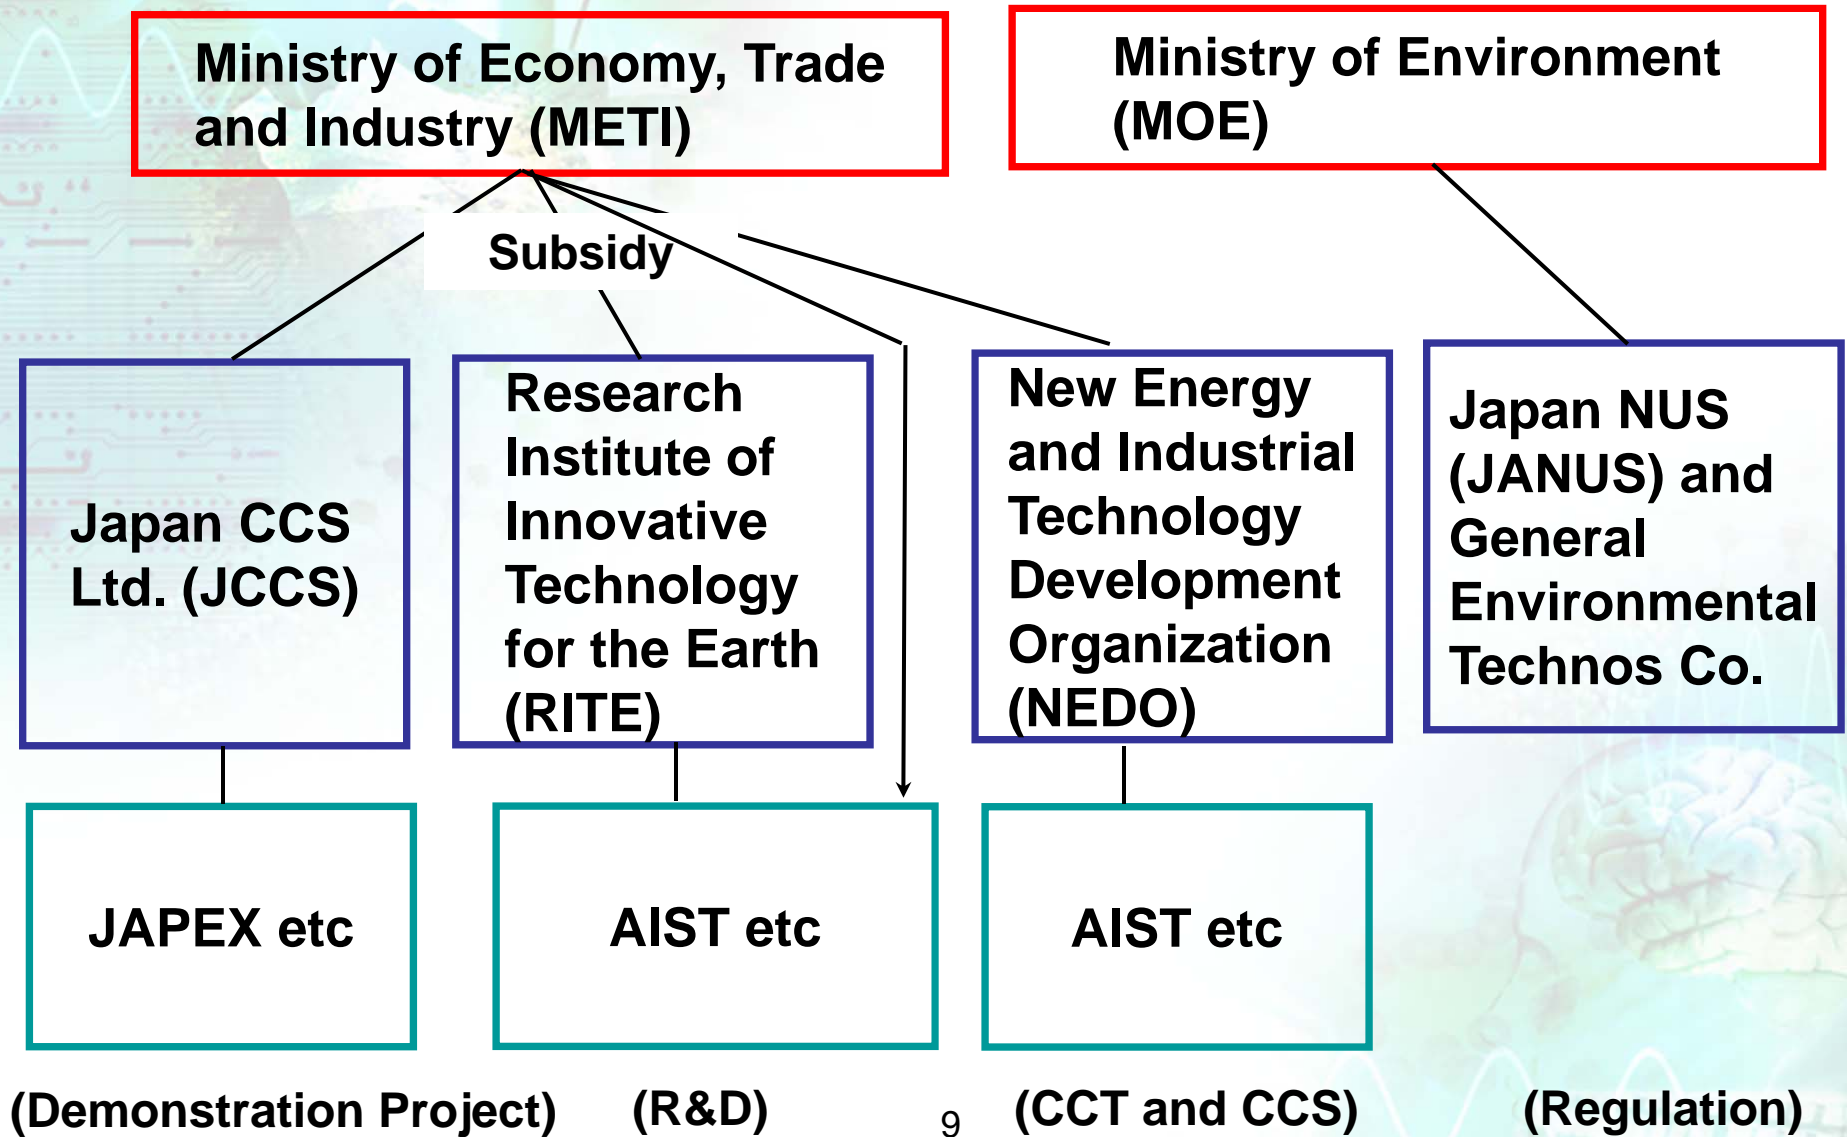 Ministry of Economy, Trade
and Industry (METI)
Ministry of Environment
(MOE)
Subsidy
Japan CCS
Ltd. (JCCS)
Research
Institute of
Innovative
Technology
for the Earth
(RITE)
New Energy
and Industrial
Technology
Development
Organization
(NEDO)
Japan NUS
(JANUS) and
General
Environmental
Technos Co.
JAPEX etc
AIST etc
AIST etc
(Demonstration Project)
(R&D)
(CCT and CCS)
(Regulation)
9